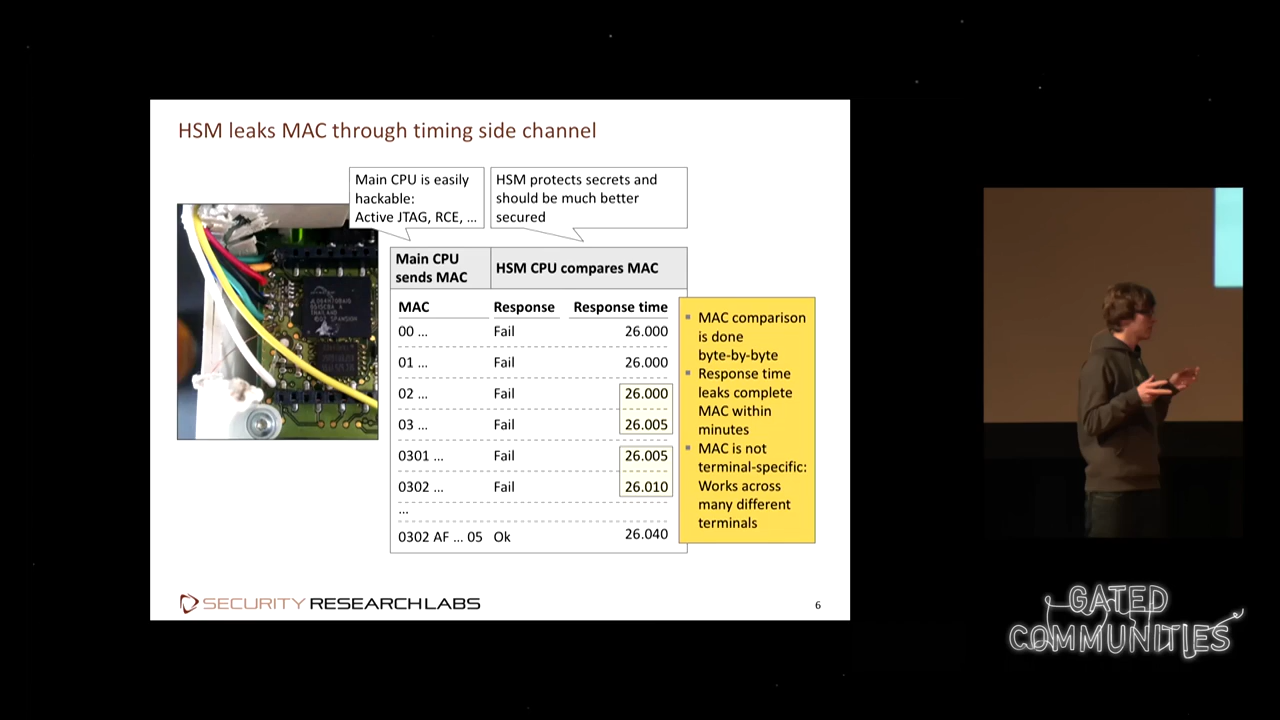 HSM leaks MAC through timing side channel
Main CPU is easily
hackable:
Active JTAG, RCE, ...
HSM protects secrets and
should be much better
secured
Main CPU
sends MAC
HSM CPU compares MAC
MAC Response Response time
00 ... Fail 26.000
01 ... Fail 26.000
02 ... Fail 26.000
03 ... Fail 26.005
0301 ... Fail 26.005
0302 ... Fail 26.010
...
0302 AF ... 05 Ok 26.040
▪ MAC comparison
is done
byte-by-byte
▪ Response time
leaks complete
MAC within
minutes
▪ MAC is not
terminal-specific:
Works across
many different
terminals
SECURITY RESEARCH LABS
6
GATED
COMMUNITIES